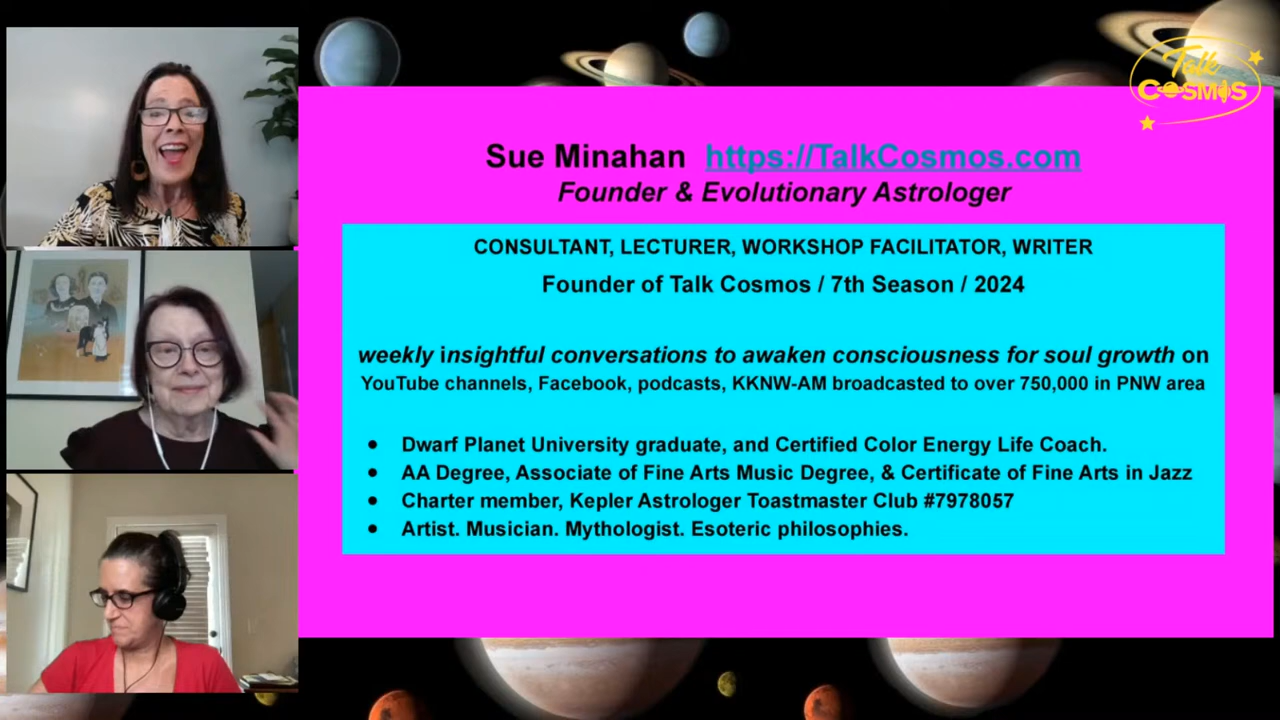 Talk
COSMOS
Sue Minahan https://TalkCosmos.com
Founder & Evolutionary Astrologer
CONSULTANT, LECTURER, WORKSHOP FACILITATOR, WRITER
Founder of Talk Cosmos / 7th Season / 2024
weekly insightful conversations to awaken consciousness for soul growth on
YouTube channels, Facebook, podcasts, KKNW-AM broadcasted to over 750,000 in PNW area
• Dwarf Planet University graduate, and Certified Color Energy Life Coach.
• AA Degree, Associate of Fine Arts Music Degree, & Certificate of Fine Arts in Jazz
• Charter member, Kepler Astrologer Toastmaster Club #7978057
• Artist. Musician. Mythologist. Esoteric philosophies.